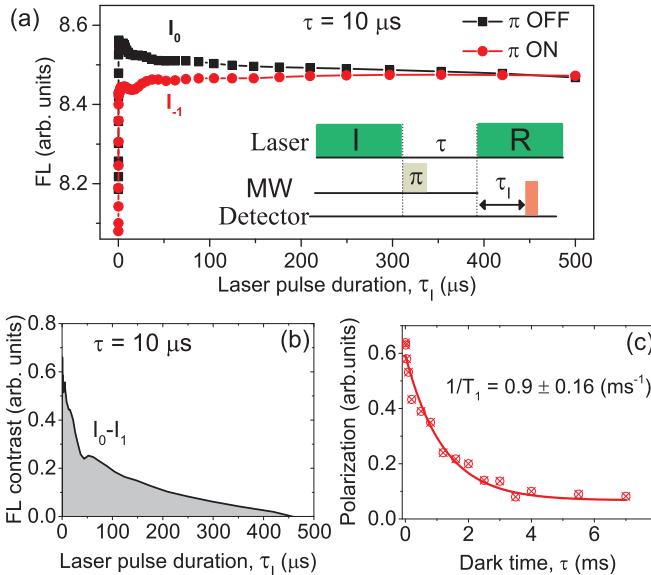 (a)
τ = 10 μs
π OFF
π ON
I0
I-1
FL (arb. units)
8.6
8.4
8.2
Laser
I
τ
R
MW
π
τI
Detector
0 100 200 300 400 500
Laser pulse duration, τI (μs)
(b)
τ = 10 μs
FL contrast (arb. units)
0.8
0.6
0.4
0.2
0.0
I0-I1
0 100 200 300 400 500
Laser pulse duration, τI (μs)
(c)
Polarization (arb.units)
0.6
0.4
0.2
0.0
1/T1 = 0.9 ± 0.16 (ms-1)
0 2 4 6
Dark time, τ (ms)